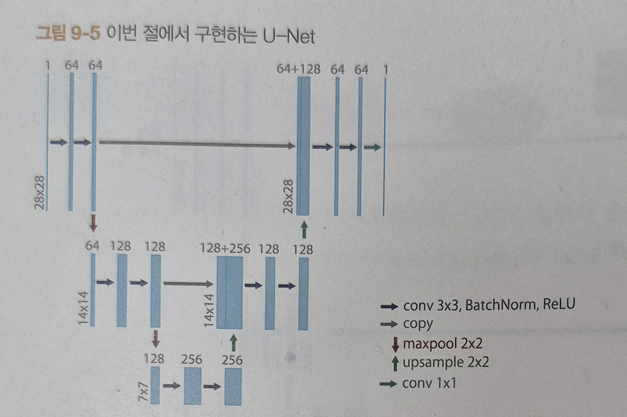 그림 9-5 이번 절에서 구현하는 U-Net
1 64 64
64+128 64 64 1
28x28
28x28
64 128 128
128+256 128 128
14x14
14x14
128 256 256
7x7
conv 3x3, BatchNorm, ReLU
copy
maxpool 2x2
upsample 2x2
conv 1x1